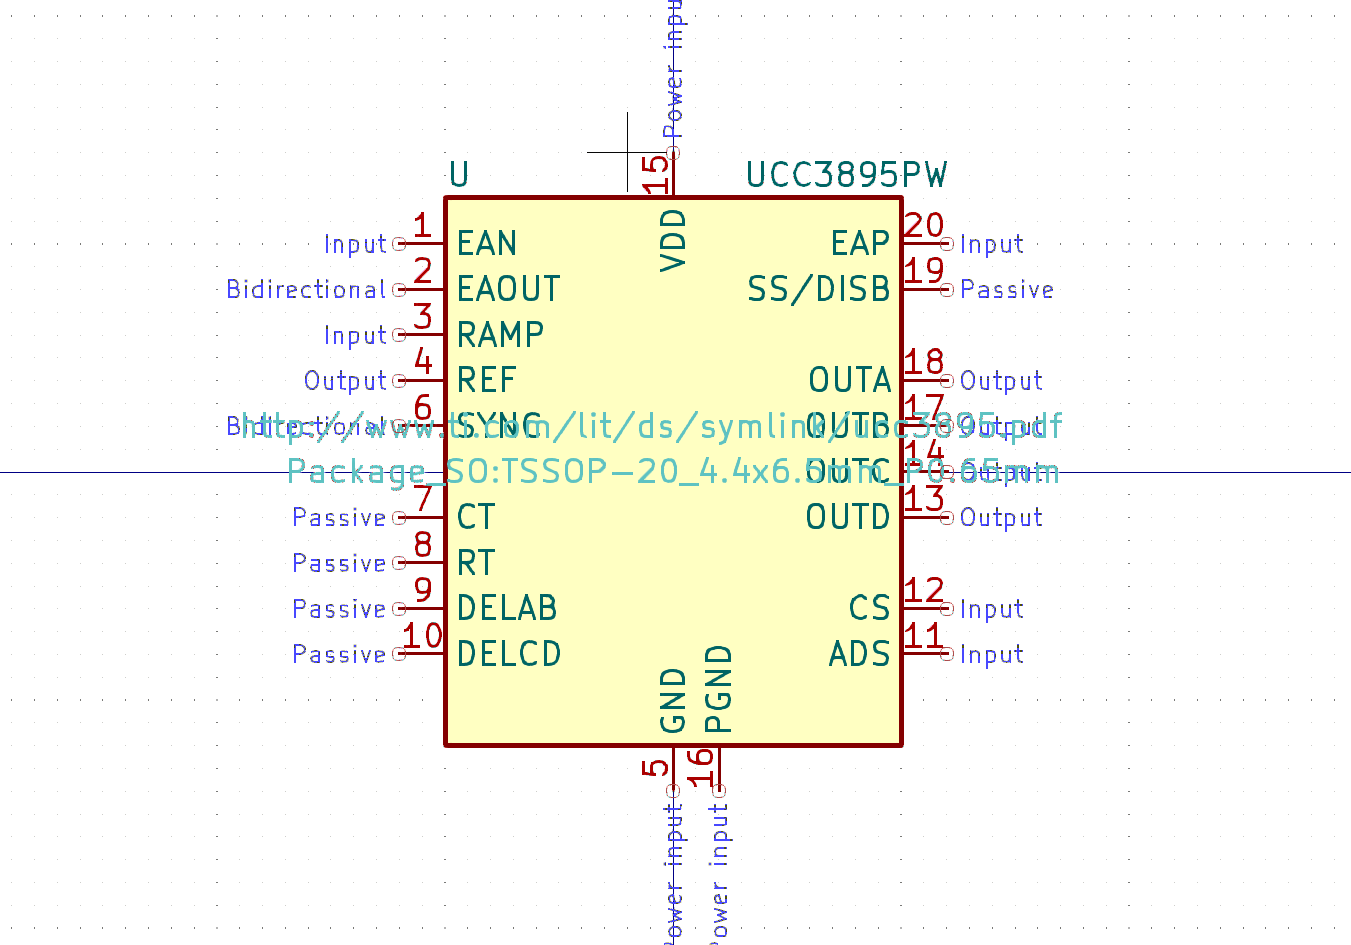 Power input
15
U
UCC3895PW
VDD
Input 1 EAN
EAP 20 Input
Bidirectional 2 EAOUT
SS/DISB 19 Passive
Input 3 RAMP
Output 4 REF
OUTA 18 Output
Bidirectional 6 SYNC
OUTB 17 Output
http://www.ti.com/lit/ds/symlink/ucc3895.pdf
OUTC 14 Output
Package_SO:TSSOP-20_4.4x6.5mm_P0.65mm
Passive 7 CT
OUTD 13 Output
Passive 8 RT
Passive 9 DELAB
CS 12 Input
Passive 10 DELCD
ADS 11 Input
GND
PGND
5
16
Power input
Power input